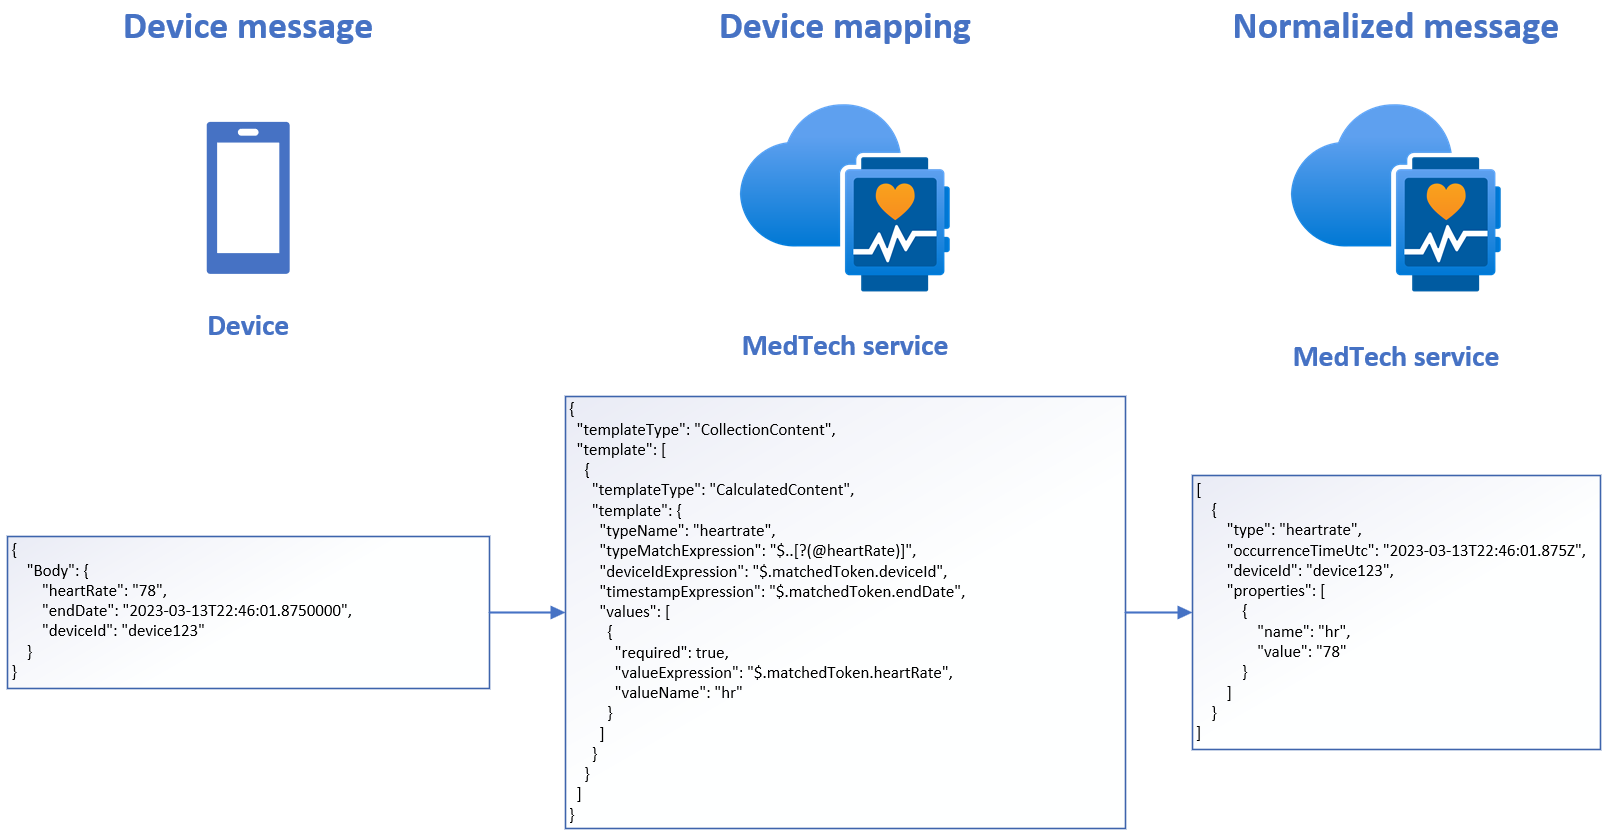 Device message
Device
{
"Body": {
"heartRate": "78",
"endDate": "2023-03-13T22:46:01.8750000",
"deviceId": "device123"
}
}
Device mapping
MedTech service
{
"templateType": "CollectionContent",
"template": [
{
"templateType": "CalculatedContent",
"template": {
"typeName": "heartrate",
"typeMatchExpression": "$..[?(@heartRate)]",
"deviceIdExpression": "$.matchedToken.deviceId",
"timestampExpression": "$.matchedToken.endDate",
"values": [
{
"required": true,
"valueExpression": "$.matchedToken.heartRate",
"valueName": "hr"
}
]
}
}
]
}
Normalized message
MedTech service
[
{
"type": "heartrate",
"occurrenceTimeUtc": "2023-03-13T22:46:01.875Z",
"deviceId": "device123",
"properties": [
{
"name": "hr",
"value": "78"
}
]
}
]